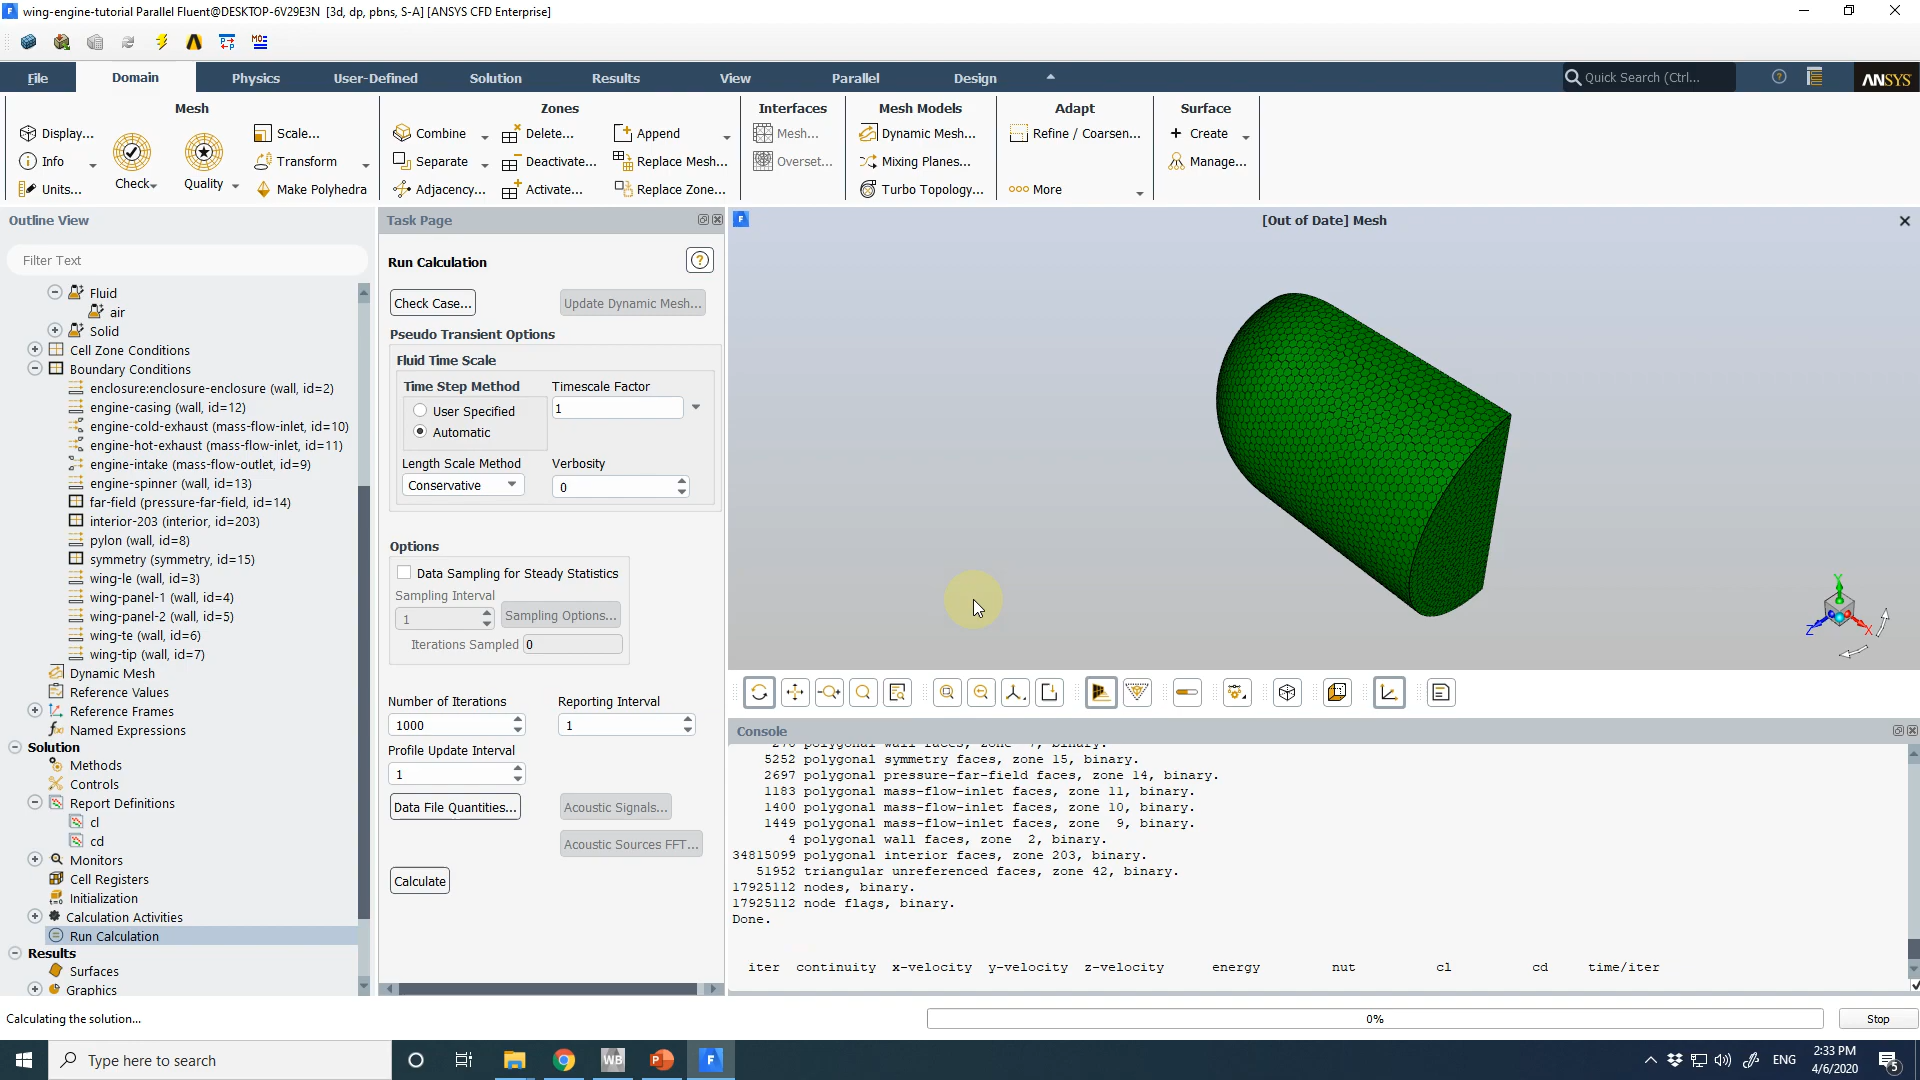 wing-engine-tutorial Parallel Fluent@DESKTOP-6V29E3N [3d, dp, pbns, S-A] [ANSYS CFD Enterprise]
File
Domain
Physics
User-Defined
Solution
Results
View
Parallel
Design
Quick Search (Ctrl...
ANSYS
Mesh
Display...
Info
Units...
Check
Quality
Scale...
Transform
Make Polyhedra
Zones
Combine
Separate
Adjacency...
Delete...
Deactivate...
Activate...
Append
Replace Mesh...
Replace Zone...
Interfaces
Mesh...
Overset...
Mesh Models
Dynamic Mesh...
Mixing Planes...
Turbo Topology...
Adapt
Refine / Coarsen...
More
Surface
Create
Manage...
Outline View
Filter Text
Fluid
air
Solid
Cell Zone Conditions
Boundary Conditions
enclosure:enclosure-enclosure (wall, id=2)
engine-casing (wall, id=12)
engine-cold-exhaust (mass-flow-inlet, id=10)
engine-hot-exhaust (mass-flow-inlet, id=11)
engine-intake (mass-flow-outlet, id=9)
engine-spinner (wall, id=13)
far-field (pressure-far-field, id=14)
interior-203 (interior, id=203)
pylon (wall, id=8)
symmetry (symmetry, id=15)
wing-le (wall, id=3)
wing-panel-1 (wall, id=4)
wing-panel-2 (wall, id=5)
wing-te (wall, id=6)
wing-tip (wall, id=7)
Dynamic Mesh
Reference Values
Reference Frames
Named Expressions
Solution
Methods
Controls
Report Definitions
cl
cd
Monitors
Cell Registers
Initialization
Calculation Activities
Run Calculation
Results
Surfaces
Graphics
Task Page
Run Calculation
Check Case...
Update Dynamic Mesh...
Pseudo Transient Options
Fluid Time Scale
Time Step Method
Timescale Factor
User Specified
1
Automatic
Length Scale Method
Verbosity
Conservative
0
Options
Data Sampling for Steady Statistics
Sampling Interval
1
Sampling Options...
Iterations Sampled 0
Number of Iterations
Reporting Interval
1000
1
Profile Update Interval
1
Data File Quantities...
Acoustic Signals...
Acoustic Sources FFT...
Calculate
[Out of Date] Mesh
Y
Z
X
Console
270 polygonal wall faces, zone 7, binary.
5252 polygonal symmetry faces, zone 15, binary.
2697 polygonal pressure-far-field faces, zone 14, binary.
1183 polygonal mass-flow-inlet faces, zone 11, binary.
1400 polygonal mass-flow-inlet faces, zone 10, binary.
1449 polygonal mass-flow-inlet faces, zone 9, binary.
4 polygonal wall faces, zone 2, binary.
34815099 polygonal interior faces, zone 203, binary.
51952 triangular unreferenced faces, zone 42, binary.
17925112 nodes, binary.
17925112 node flags, binary.
Done.
iter continuity x-velocity y-velocity z-velocity energy nut cl cd time/iter
Calculating the solution...
0%
Stop
Type here to search
WB
ENG
2:33 PM
4/6/2020
5